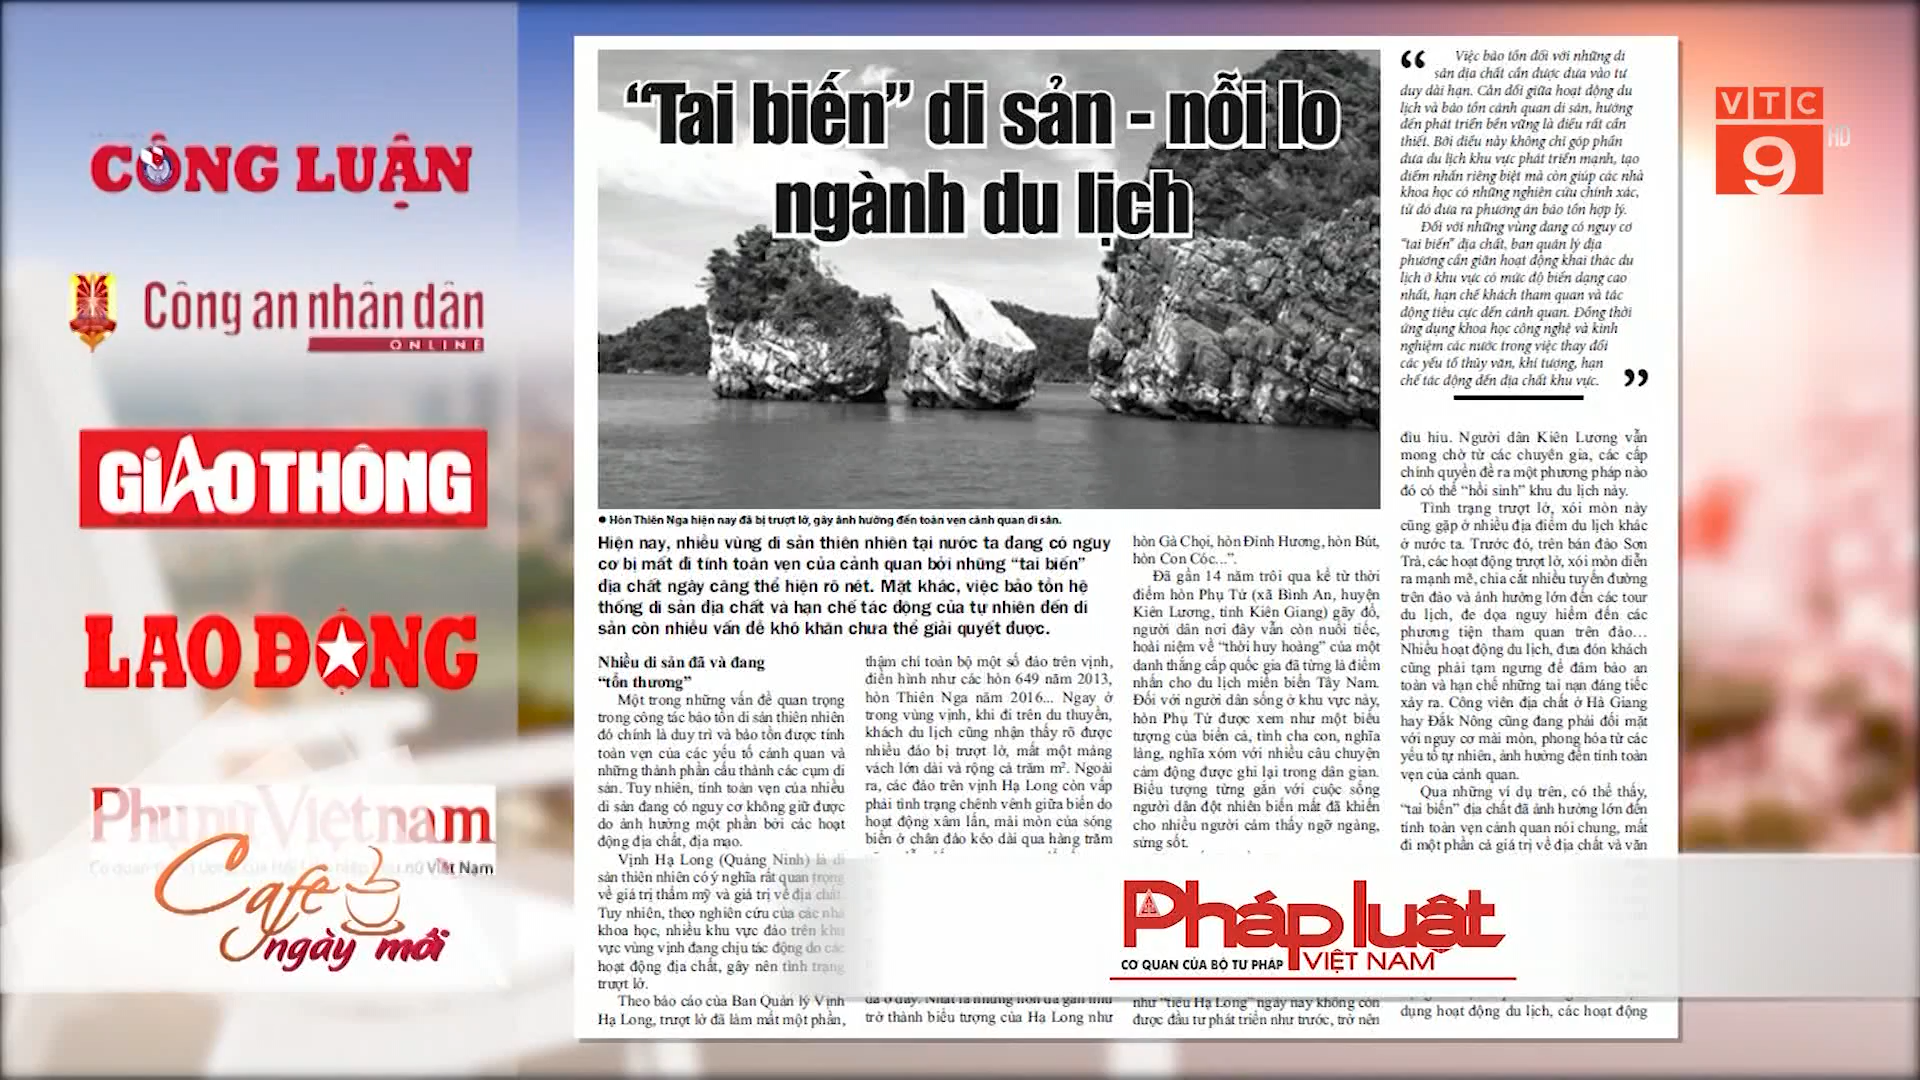 CÔNG LUẬN
Công an nhân dân
ONLINE
GIAOTHÔNG
LAO ĐỘNG
Phụ nữ Việt nam
Cafe
ngày mới
VTC
9
HD
“Tai biến” di sản - nỗi lo
ngành du lịch
● Hòn Thiên Nga hiện nay đã bị trượt lở, gây ảnh hưởng đến toàn vẹn cảnh quan di sản.
Hiện nay, nhiều vùng di sản thiên nhiên tại nước ta đang có nguy
cơ bị mất đi tính toàn vẹn của cảnh quan bởi những “tai biến”
địa chất ngày càng thể hiện rõ nét. Mặt khác, việc bảo tồn hệ
thống di sản địa chất và hạn chế tác động của tự nhiên đến di
sản còn nhiều vấn đề khó khăn chưa thể giải quyết được.
Nhiều di sản đã và đang
“tổn thương”
Một trong những vấn đề quan trọng
trong công tác bảo tồn di sản thiên nhiên
đó chính là duy trì và bảo tồn được tính
toàn vẹn của các yếu tố cảnh quan và
những thành phần cấu thành các cụm di
sản. Tuy nhiên, tính toàn vẹn của nhiều
di sản đang có nguy cơ không giữ được
do ảnh hưởng một phần bởi các hoạt
động địa chất, địa mạo.
Vịnh Hạ Long (Quảng Ninh) là di
sản thiên nhiên có ý nghĩa rất quan trọng
về giá trị thẩm mỹ và giá trị về địa chất.
Tuy nhiên, theo nghiên cứu của các nhà
khoa học, nhiều khu vực đảo trên khu
vực vùng vịnh đang chịu tác động do các
hoạt động địa chất, gây nên tình trạng
trượt lở.
Theo báo cáo của Ban Quản lý Vịnh
Hạ Long, trượt lở đã làm mất một phần,
thậm chí toàn bộ một số đảo trên vịnh,
điển hình như các hòn 649 năm 2013,
hòn Thiên Nga năm 2016... Ngay ở
trong vùng vịnh, khi đi trên du thuyền,
khách du lịch cũng nhận thấy rõ được
nhiều đảo bị trượt lở, mất một mảng
vách lớn dài và rộng cả trăm m². Ngoài
ra, các đảo trên vịnh Hạ Long còn vấp
phải tình trạng chênh vênh giữa biển do
hoạt động xâm lấn, mài mòn của sóng
biển ở chân đảo kéo dài qua hàng trăm
đá ở đây. Nhất là những hòn đã gần như
trở thành biểu tượng của Hạ Long như
hòn Gà Chọi, hòn Đỉnh Hương, hòn Bút,
hòn Con Cóc...”.
Đã gần 14 năm trôi qua kể từ thời
điểm hòn Phụ Tử (xã Bình An, huyện
Kiên Lương, tỉnh Kiên Giang) gãy đổ,
người dân nơi đây vẫn còn nuối tiếc,
hoài niệm về “thời huy hoàng” của một
danh thắng cấp quốc gia đã từng là điểm
nhấn cho du lịch miền biển Tây Nam.
Đối với người dân sống ở khu vực này,
hòn Phụ Tử được xem như một biểu
tượng của biển cả, tình cha con, nghĩa
làng, nghĩa xóm với nhiều câu chuyện
cảm động được ghi lại trong dân gian.
Biểu tượng từng gắn với cuộc sống
người dân đột nhiên biến mất đã khiến
cho nhiều người cảm thấy ngỡ ngàng,
sửng sốt.
như “tiểu Hạ Long” ngày nay không còn
được đầu tư phát triển như trước, trở nên
“ Việc bảo tồn đối với những di
sản địa chất cần được đưa vào tư
duy dài hạn. Cân đối giữa hoạt động du
lịch và bảo tồn cảnh quan di sản, hướng
đến phát triển bền vững là điều rất cần
thiết. Bởi điều này không chỉ góp phần
đưa du lịch khu vực phát triển mạnh, tạo
điểm nhấn riêng biệt mà còn giúp các nhà
khoa học có những nghiên cứu chính xác,
từ đó đưa ra phương án bảo tồn hợp lý.
Đối với những vùng đang có nguy cơ
“tai biến” địa chất, ban quản lý địa
phương cần giãn hoạt động khai thác du
lịch ở khu vực có mức độ biến dạng cao
nhất, hạn chế khách tham quan và tác
động tiêu cực đến cảnh quan. Đồng thời
ứng dụng khoa học công nghệ và kinh
nghiệm các nước trong việc thay đổi
các yếu tố thủy văn, khí tượng, hạn
chế tác động đến địa chất khu vực. ”
đìu hiu. Người dân Kiên Lương vẫn
mong chờ từ các chuyên gia, các cấp
chính quyền đề ra một phương pháp nào
đó có thể “hồi sinh” khu du lịch này.
Tình trạng trượt lở, xói mòn này
cũng gặp ở nhiều địa điểm du lịch khác
ở nước ta. Trước đó, trên bán đảo Sơn
Trà, các hoạt động trượt lở, xói mòn diễn
ra mạnh mẽ, chia cắt nhiều tuyến đường
trên đảo và ảnh hưởng lớn đến các tour
du lịch, đe dọa nguy hiểm đến các
phương tiện tham quan trên đảo...
Nhiều hoạt động du lịch, đưa đón khách
cũng phải tạm ngưng để đảm bảo an
toàn và hạn chế những tai nạn đáng tiếc
xảy ra. Công viên địa chất ở Hà Giang
hay Đắk Nông cũng đang phải đối mặt
với nguy cơ mài mòn, phong hóa từ các
yếu tố tự nhiên, ảnh hưởng đến tính toàn
vẹn của cảnh quan.
Qua những ví dụ trên, có thể thấy,
“tai biến” địa chất đã ảnh hưởng lớn đến
tính toàn vẹn cảnh quan nói chung, mất
đi một phần cả giá trị về địa chất và văn
dụng hoạt động du lịch, các hoạt động
Pháp luật
CƠ QUAN CỦA BỘ TƯ PHÁP VIỆT NAM